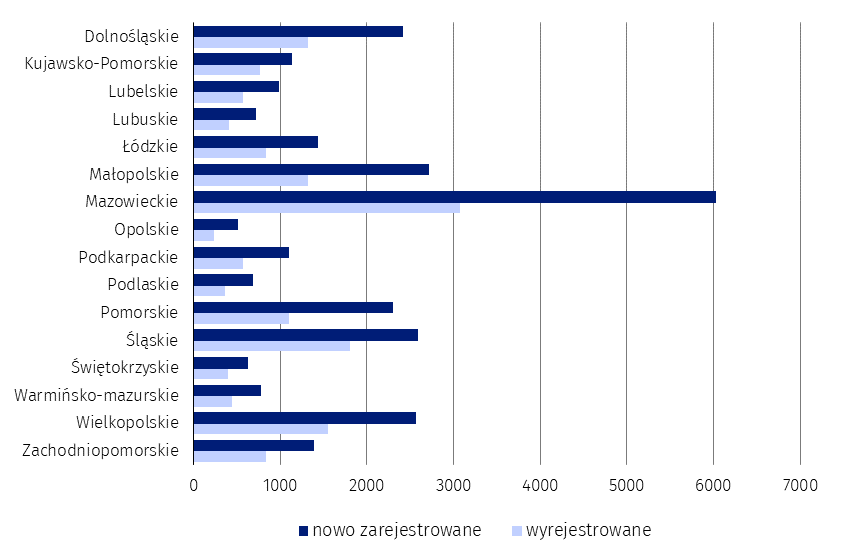 Dolnośląskie
Kujawsko-Pomorskie
Lubelskie
Lubuskie
Łódzkie
Małopolskie
Mazowieckie
Opolskie
Podkarpackie
Podlaskie
Pomorskie
Śląskie
Świętokrzyskie
Warmińsko-mazurskie
Wielkopolskie
Zachodniopomorskie
0 1000 2000 3000 4000 5000 6000 7000
nowo zarejestrowane wyrejestrowane